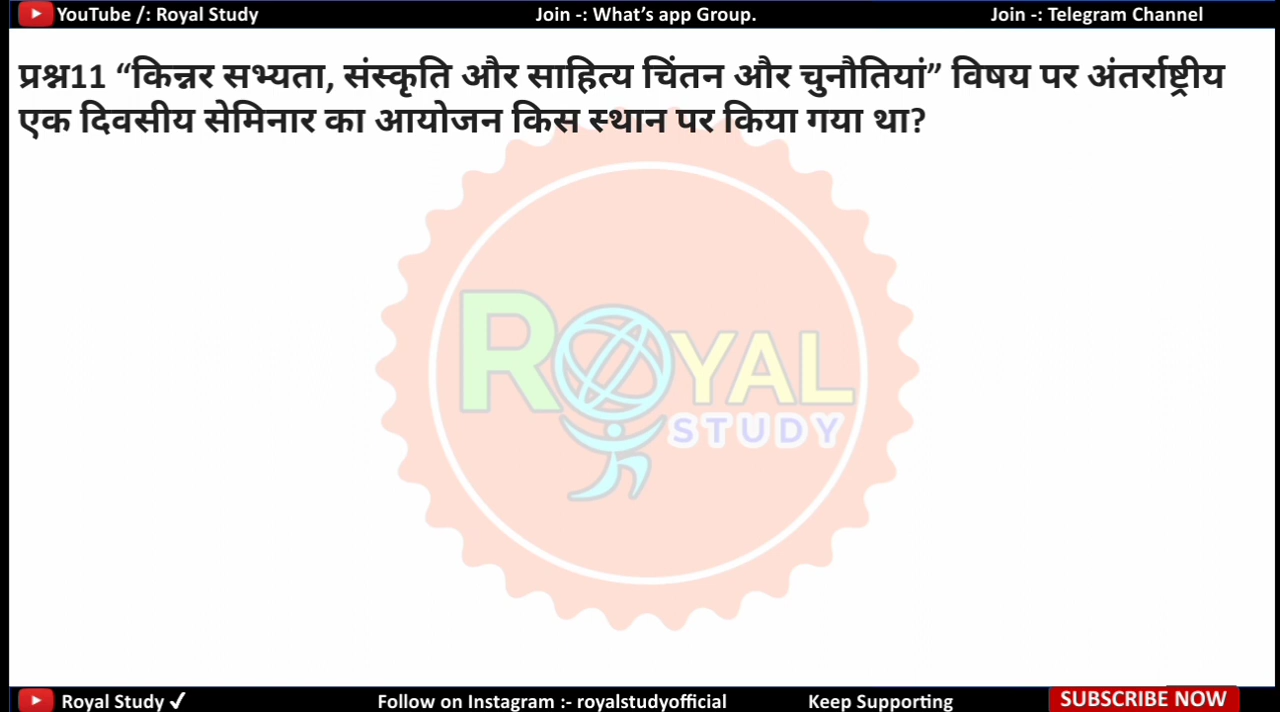 YouTube /: Royal Study Join -: What's app Group. Join -: Telegram Channel
प्रश्न11 “किन्नर सभ्यता, संस्कृति और साहित्य चिंतन और चुनौतियां” विषय पर अंतर्राष्ट्रीय
एक दिवसीय सेमिनार का आयोजन किस स्थान पर किया गया था?
ROYAL
STUDY
Royal Study ✓ Follow on Instagram :- royalstudyofficial Keep Supporting SUBSCRIBE NOW